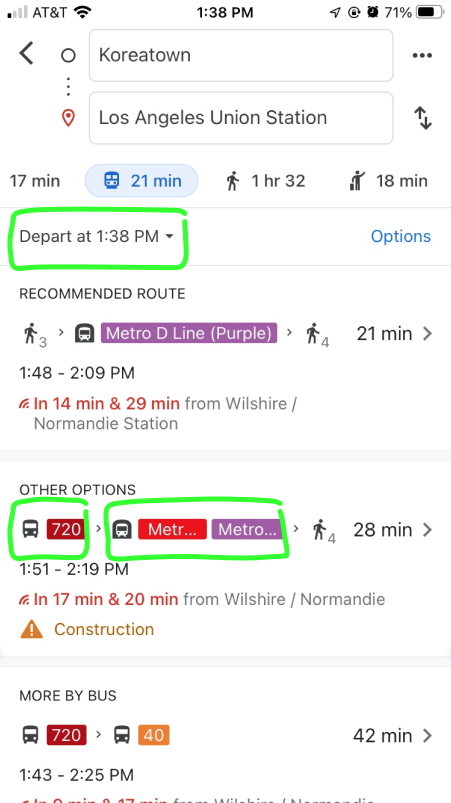 AT&T 1:38 PM 71%
Koreatown
Los Angeles Union Station
17 min 21 min 1 hr 32 18 min
Depart at 1:38 PM Options
RECOMMENDED ROUTE
3 Metro D Line (Purple) 4 21 min
1:48 - 2:09 PM
In 14 min & 29 min from Wilshire /
Normandie Station
OTHER OPTIONS
720 Metr... Metro... 4 28 min
1:51 - 2:19 PM
In 17 min & 20 min from Wilshire / Normandie
Construction
MORE BY BUS
720 40 42 min
1:43 - 2:25 PM